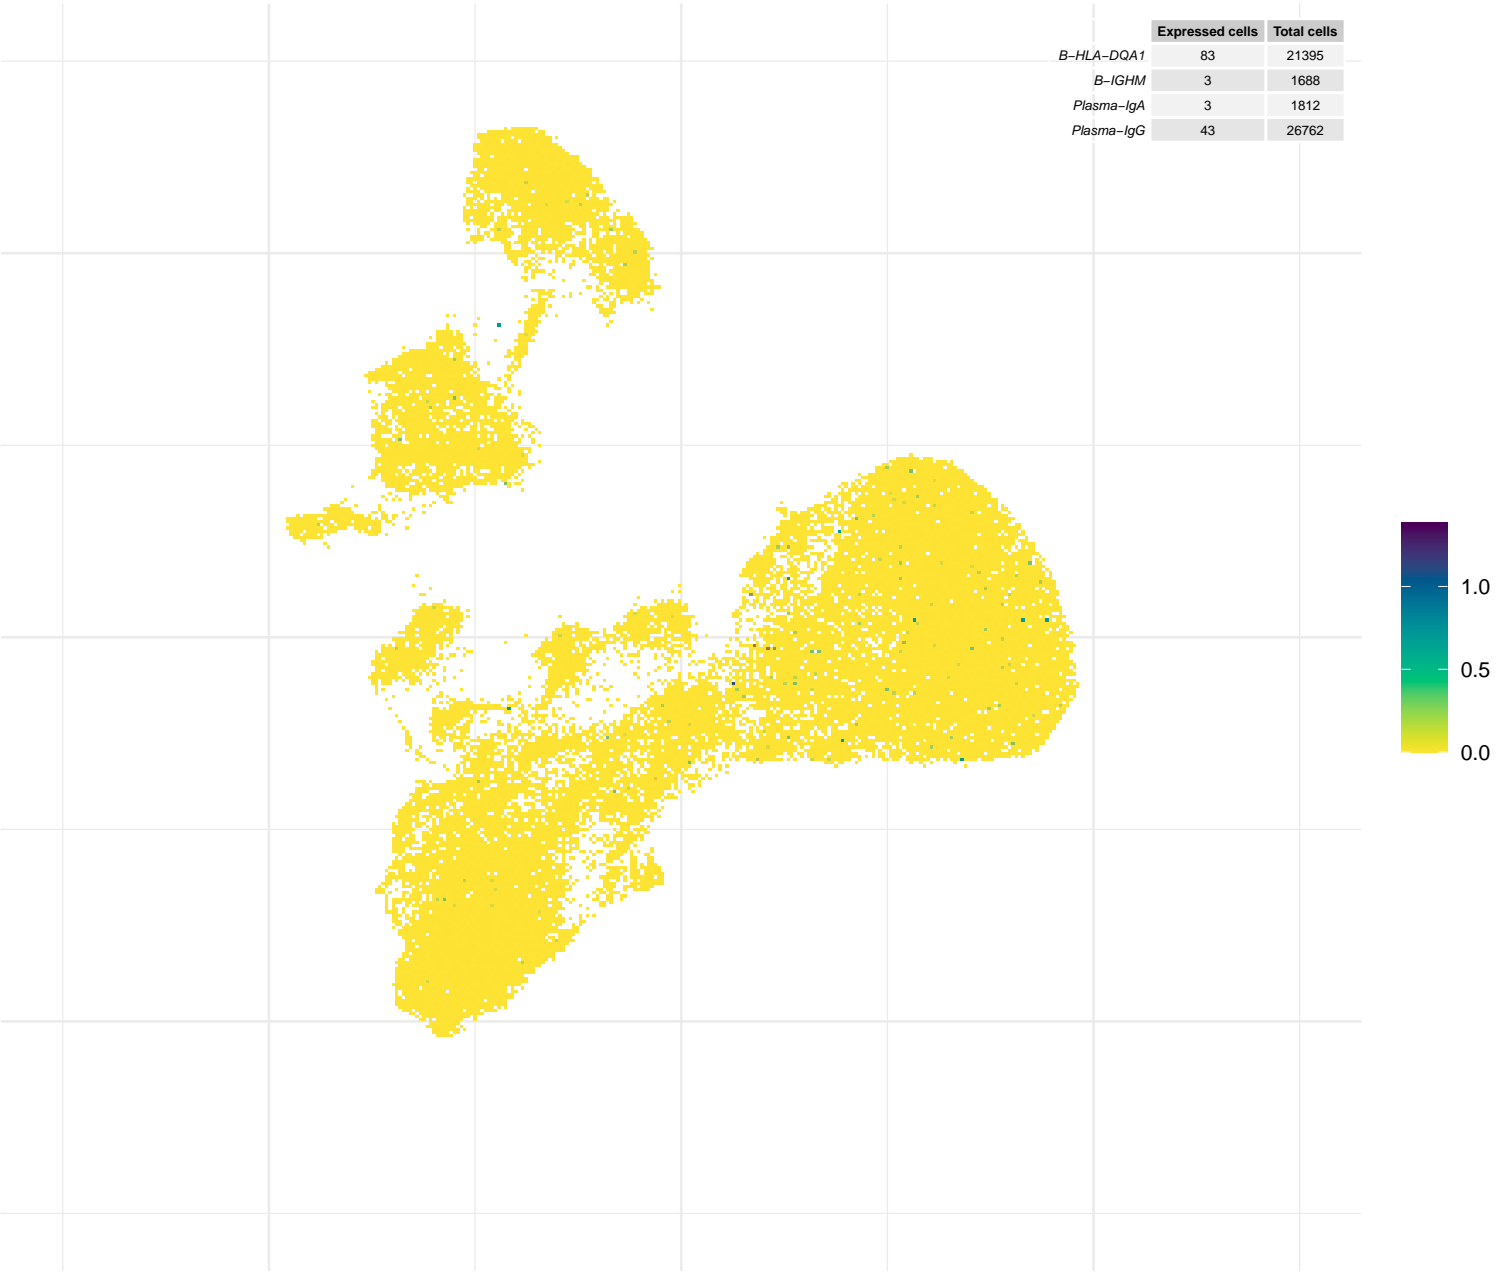 Expressed cells Total cells
B−HLA−DQA1 83 21395
B−IGHM 3 1688
Plasma−IgA 3 1812
Plasma−IgG 43 26762
1.0
0.5
0.0